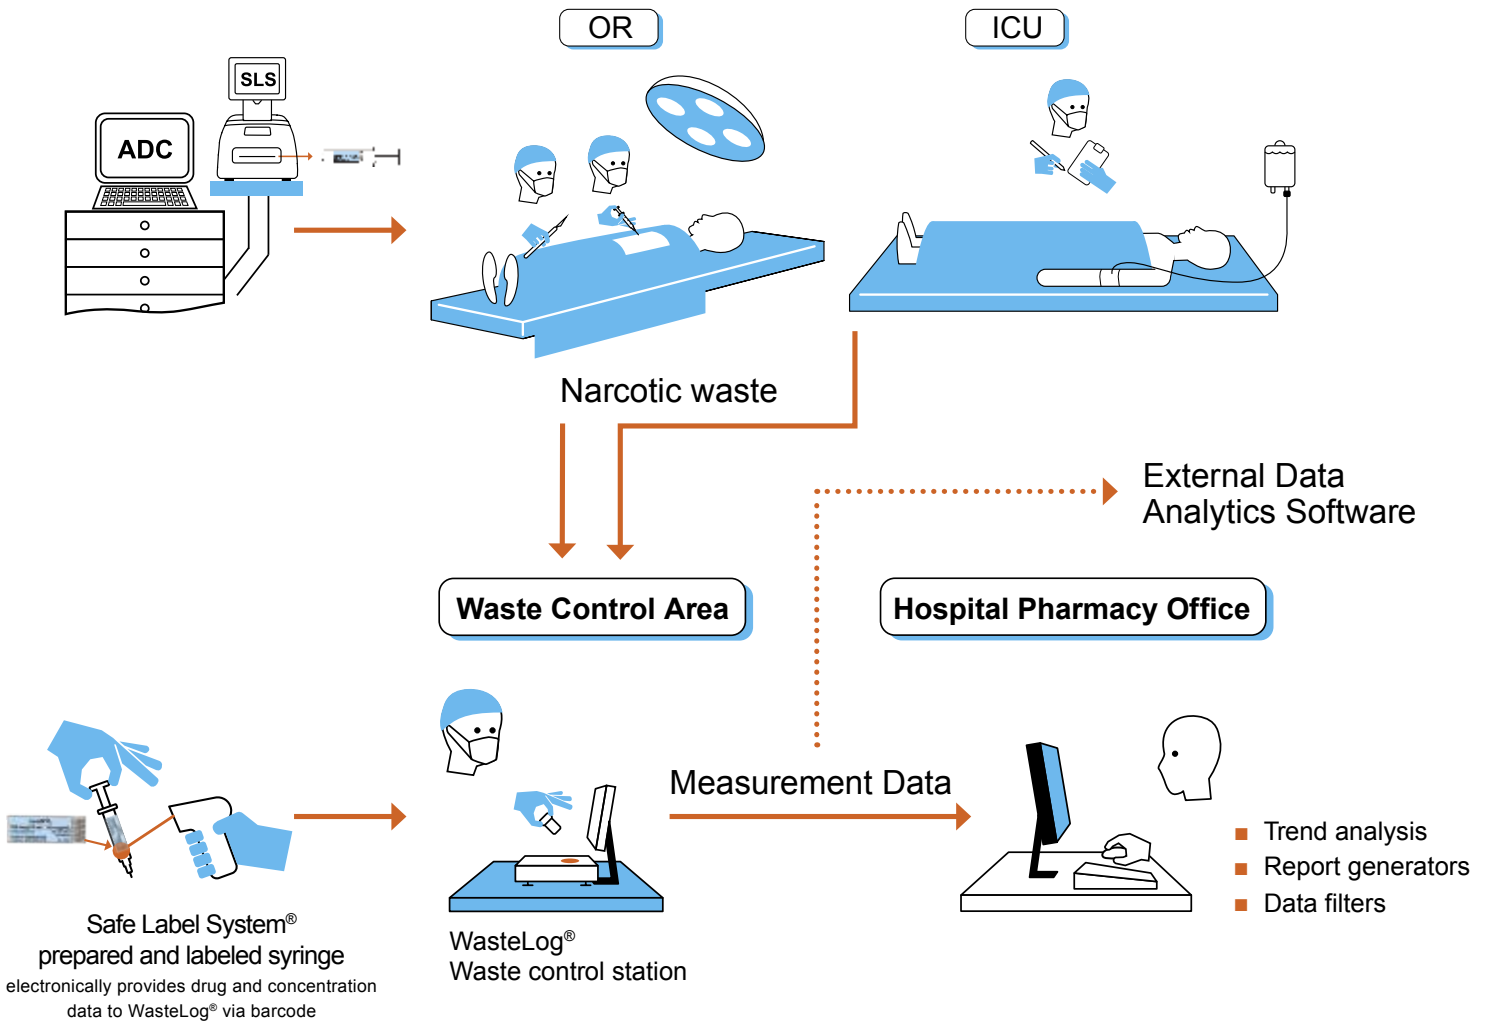 OR
ICU
SLS
ADC
Narcotic waste
External Data
Analytics Software
Waste Control Area
Hospital Pharmacy Office
Measurement Data
Trend analysis
Report generators
Data filters
Safe Label System®
prepared and labeled syringe
electronically provides drug and concentration
data to WasteLog® via barcode
WasteLog®
Waste control station